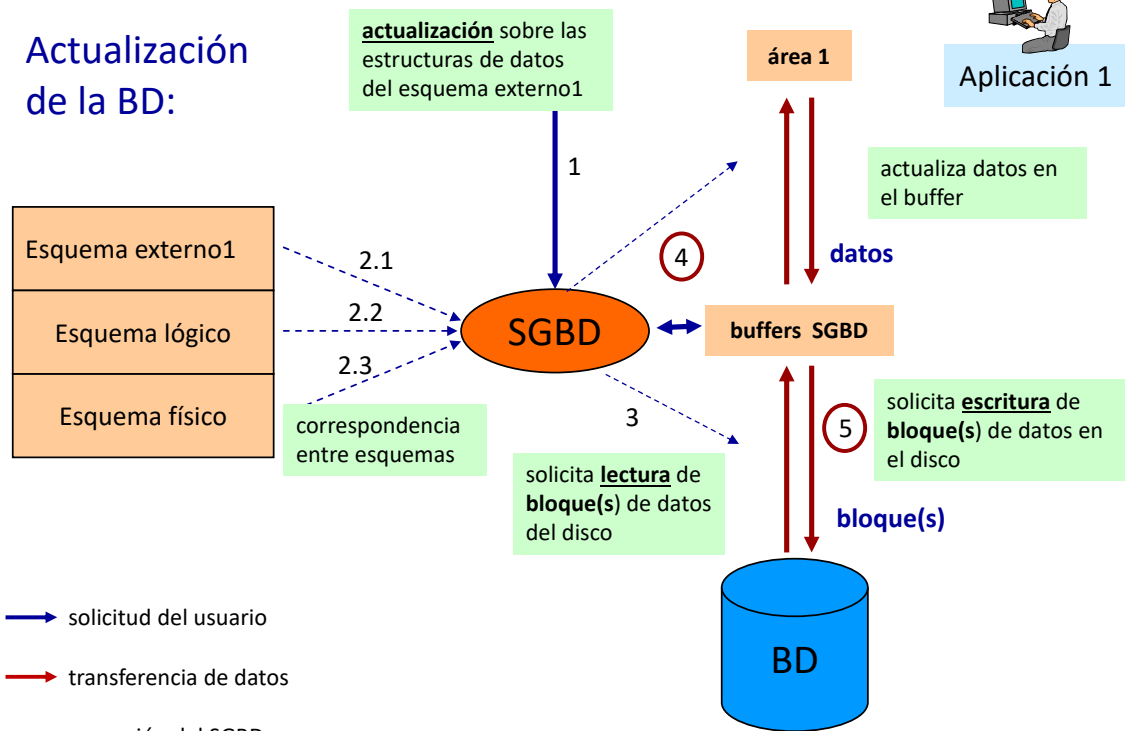 Actualización
de la BD:
actualización sobre las
estructuras de datos
del esquema externo1
área 1
Aplicación 1
1
actualiza datos en
el buffer
Esquema externo1
2.1
4
datos
Esquema lógico
2.2
SGBD
buffers SGBD
2.3
Esquema físico
correspondencia
entre esquemas
3
5
solicita escritura de
bloque(s) de datos en
el disco
solicita lectura de
bloque(s) de datos
del disco
bloque(s)
solicitud del usuario
BD
transferencia de datos
del SGBD